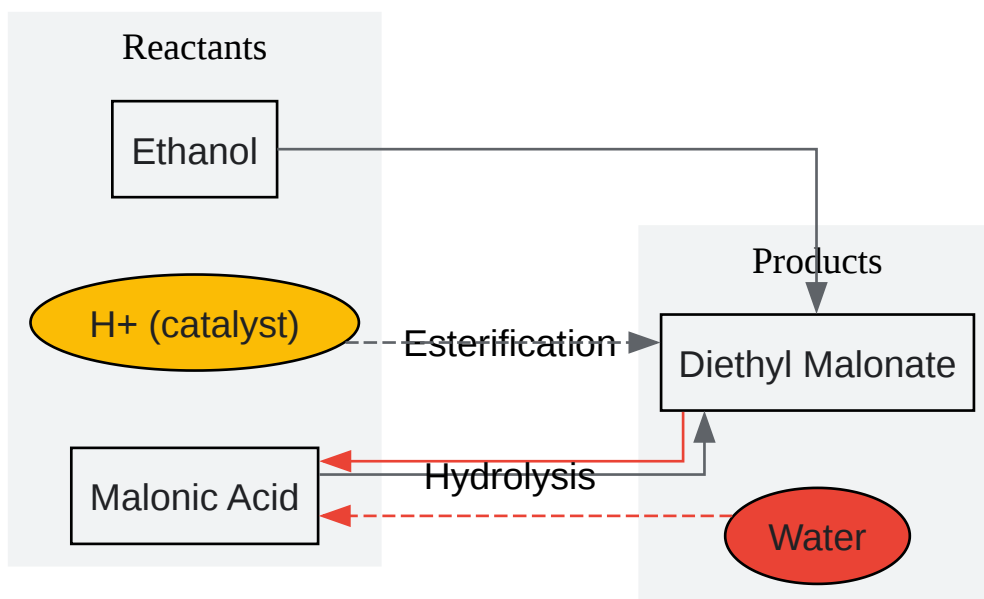 Reactants
Ethanol
Products
H+ (catalyst)
Esterification
Diethyl Malonate
Hydrolysis
Malonic Acid
Water